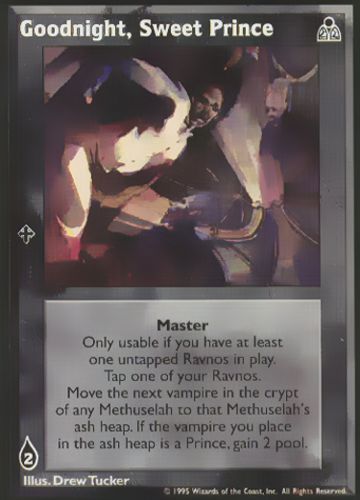 Goodnight, Sweet Prince
Master
Only usable if you have at least
one untapped Ravnos in play.
Tap one of your Ravnos.
Move the next vampire in the crypt
of any Methuselah to that Methuselah's
ash heap. If the vampire you place
in the ash heap is a Prince, gain 2 pool.
2
Illus. Drew Tucker
© 1995 Wizards of the Coast, Inc. All Rights Reserved.